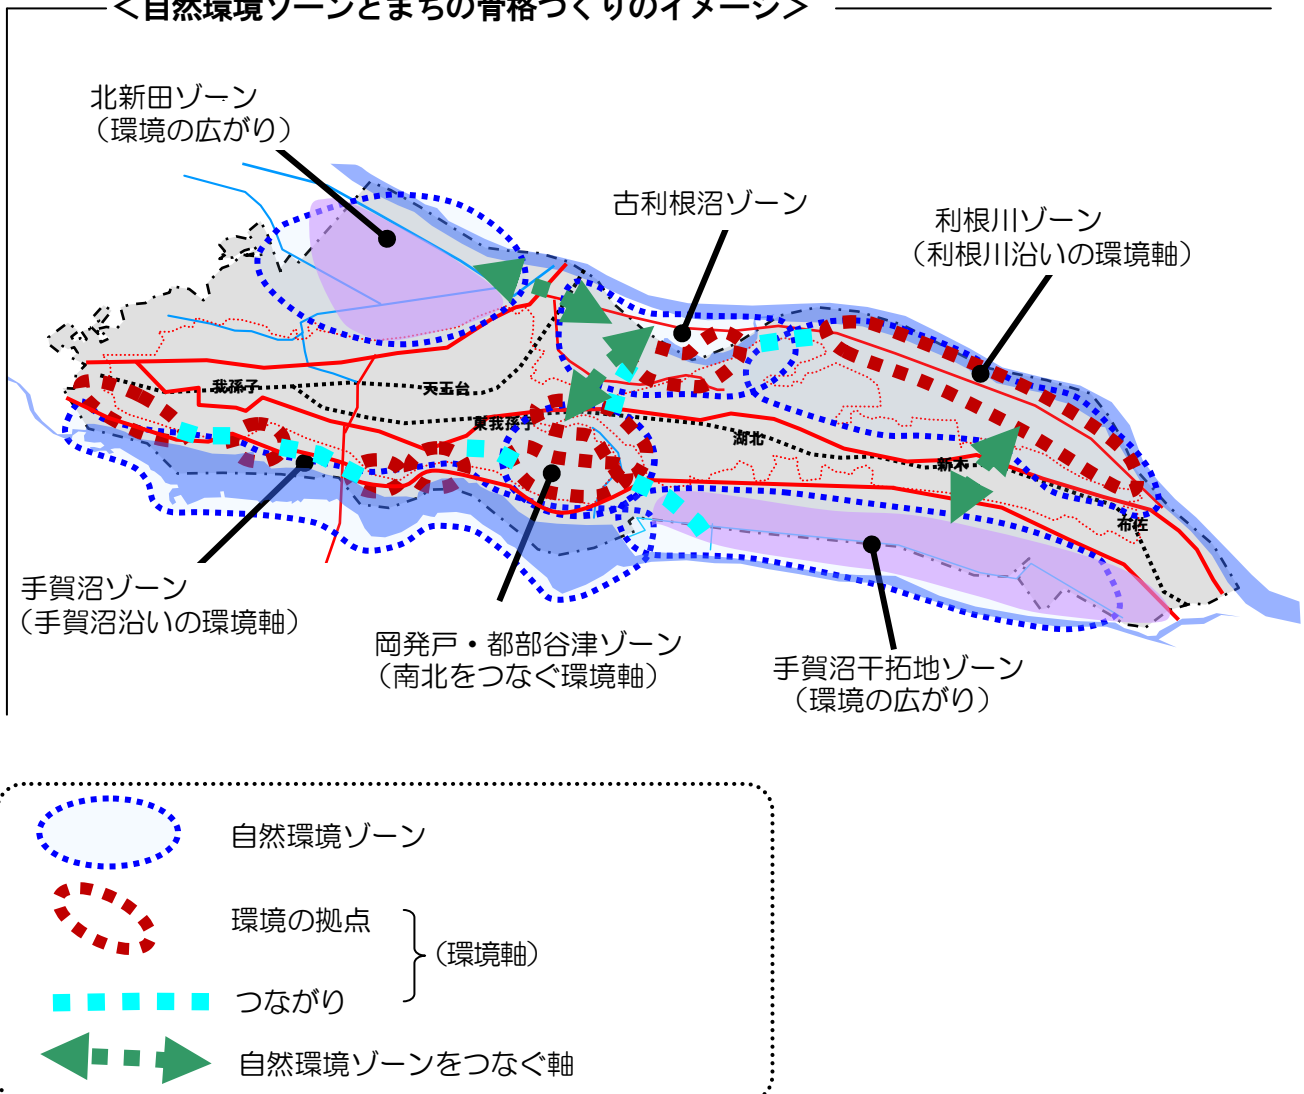 ＜自然環境ゾーンとまちの骨格づくりのイメージ＞
北新田ゾーン
（環境の広がり）
古利根沼ゾーン
利根川ゾーン
（利根川沿いの環境軸）
我孫子
天王台
東我孫子
湖北
新木
布佐
手賀沼ゾーン
（手賀沼沿いの環境軸）
岡発戸・都部谷津ゾーン
（南北をつなぐ環境軸）
手賀沼干拓地ゾーン
（環境の広がり）
自然環境ゾーン
環境の拠点
（環境軸）
つながり
自然環境ゾーンをつなぐ軸